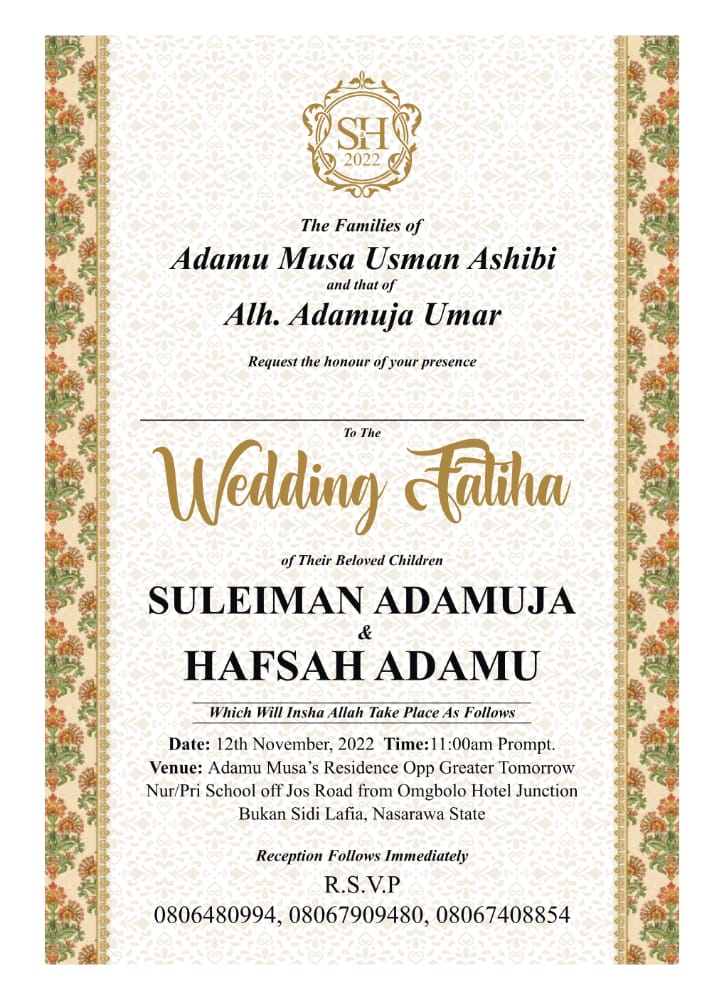 S&H
2022
The Families of
Adamu Musa Usman Ashibi
and that of
Alh. Adamuja Umar
Request the honour of your presence
To The
Wedding Fatiha
of Their Beloved Children
SULEIMAN ADAMUJA
&
HAFSAH ADAMU
Which Will Insha Allah Take Place As Follows
Date: 12th November, 2022 Time:11:00am Prompt.
Venue: Adamu Musa's Residence Opp Greater Tomorrow
Nur/Pri School off Jos Road from Omgbolo Hotel Junction
Bukan Sidi Lafia, Nasarawa State
Reception Follows Immediately
R.S.V.P
0806480994, 08067909480, 08067408854